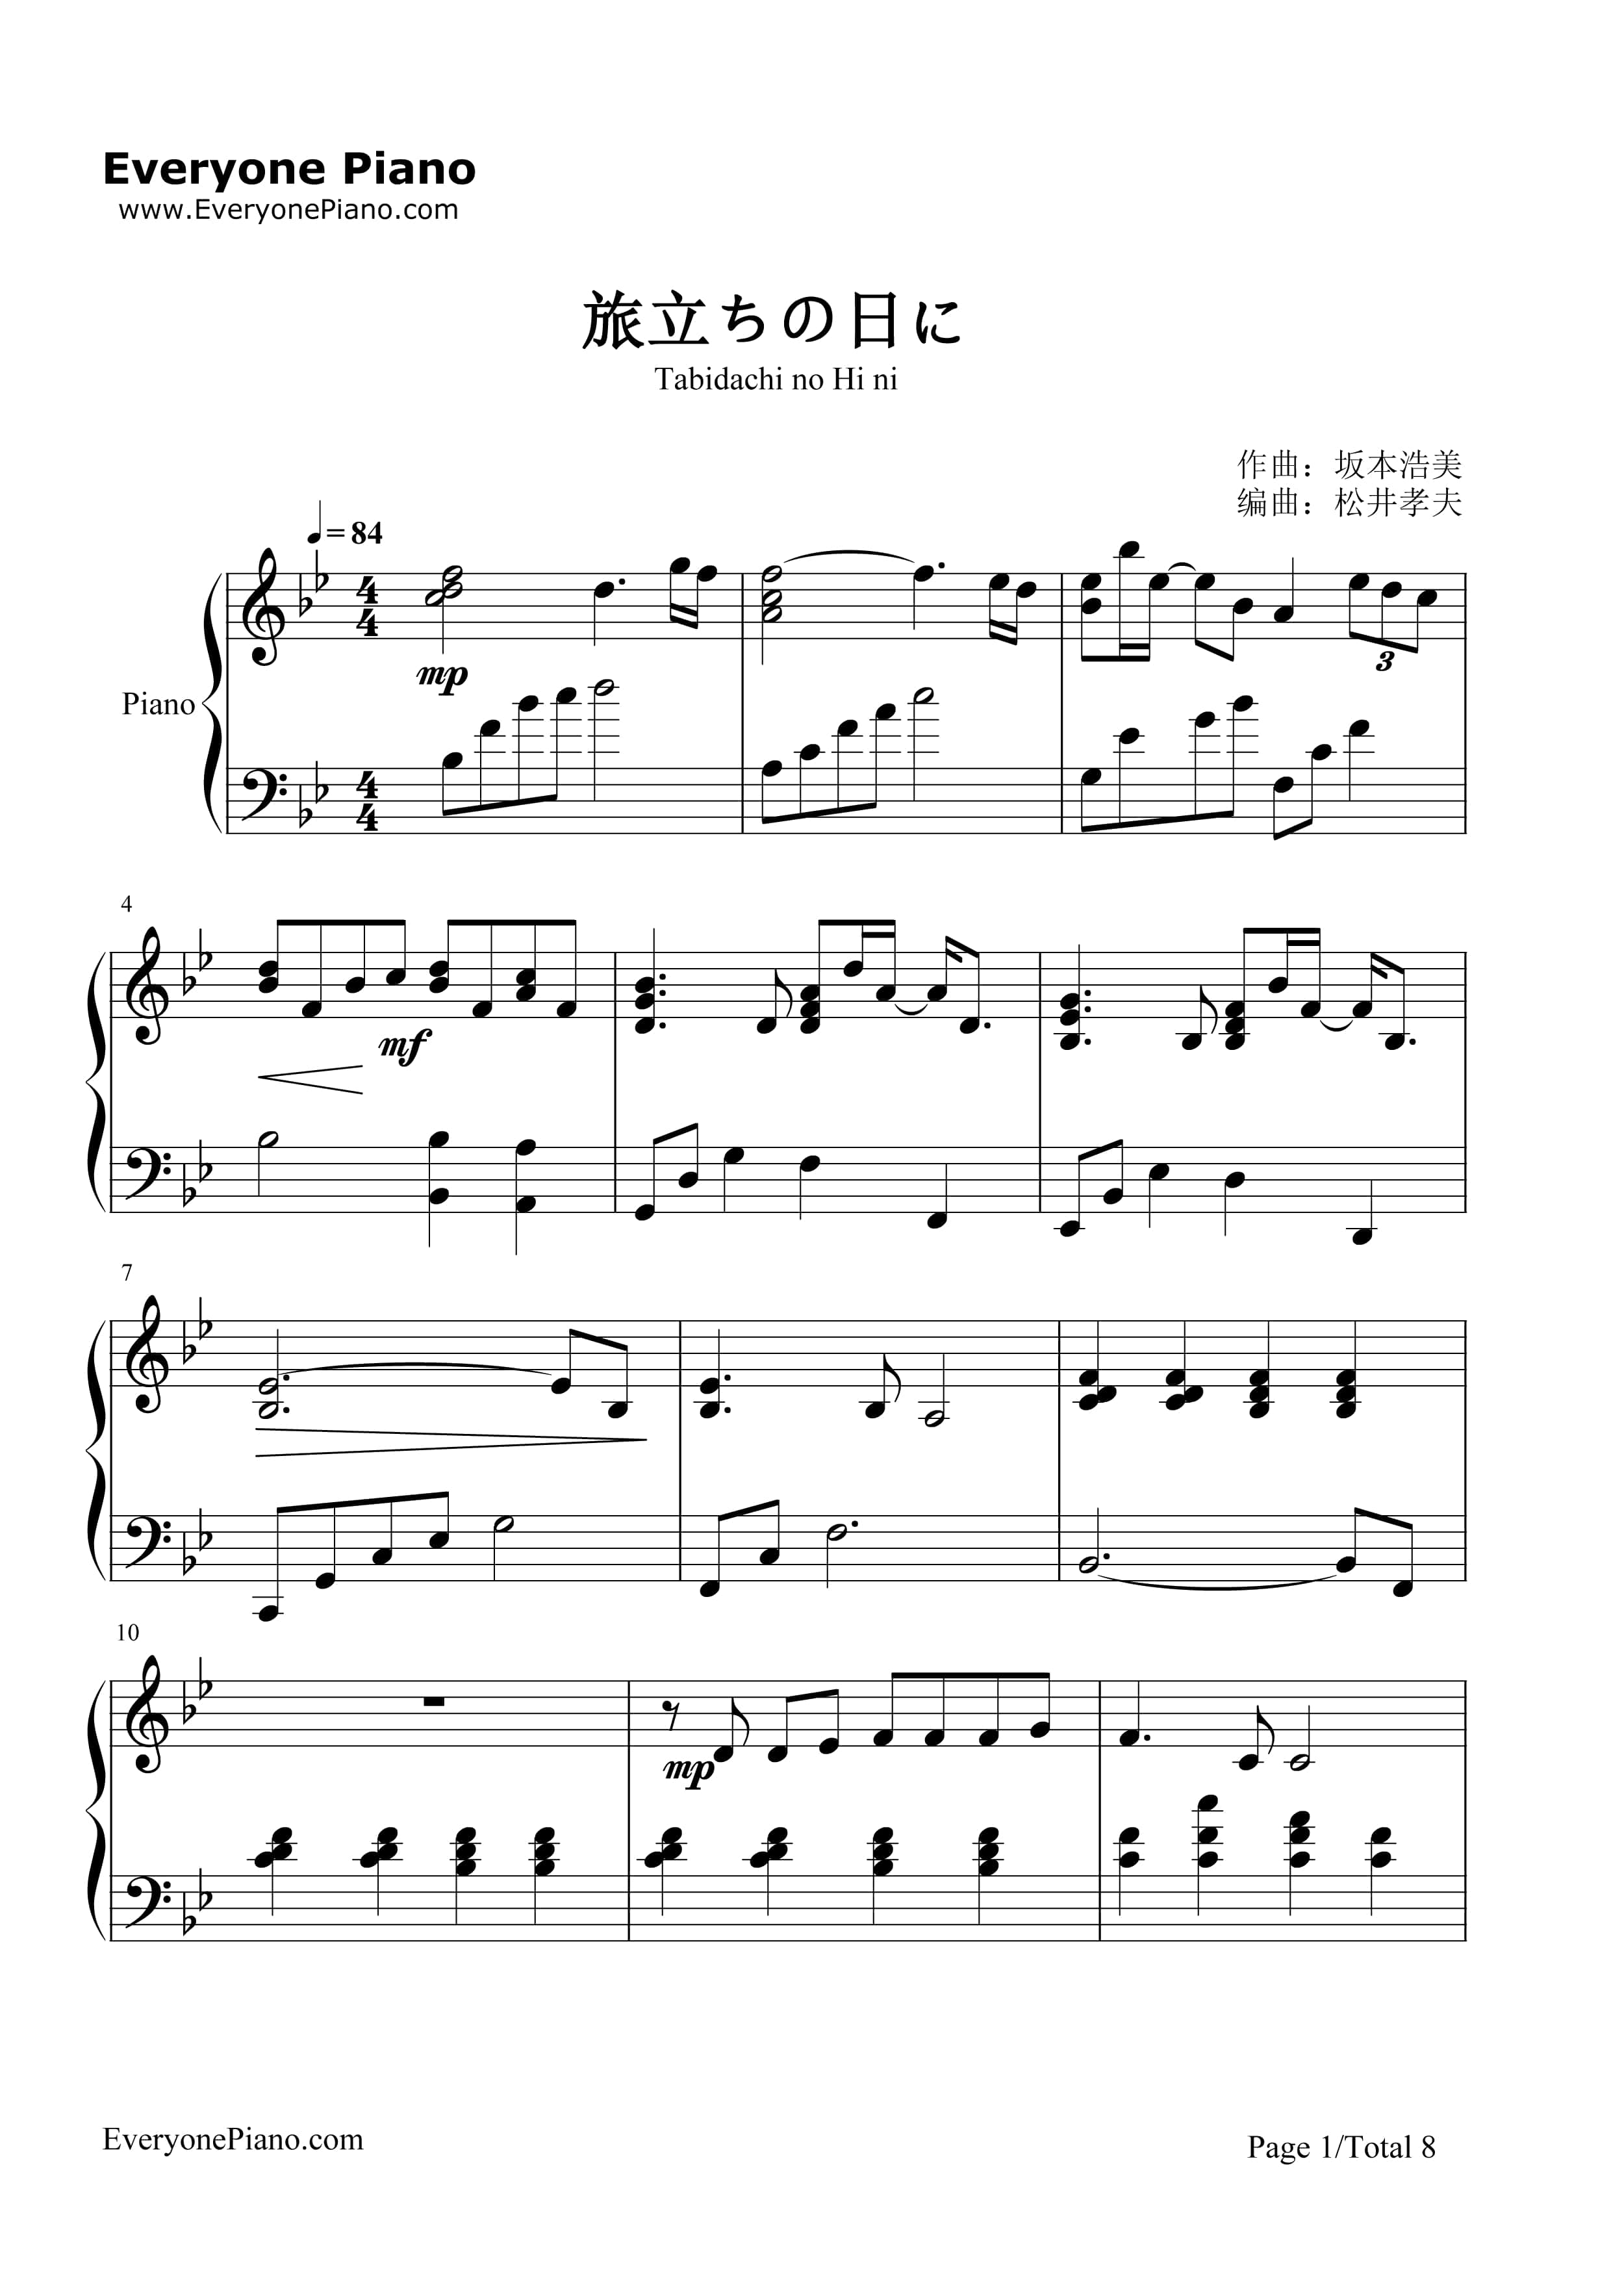 Everyone Piano
www.EveryonePiano.com
旅立ちの日に
Tabidachi no Hi ni
作曲：坂本浩美
编曲：松井孝夫
= 84
4
4
mp
3
Piano
4
4
4
mf
7
10
mp
EveryonePiano.com
Page 1/Total 8